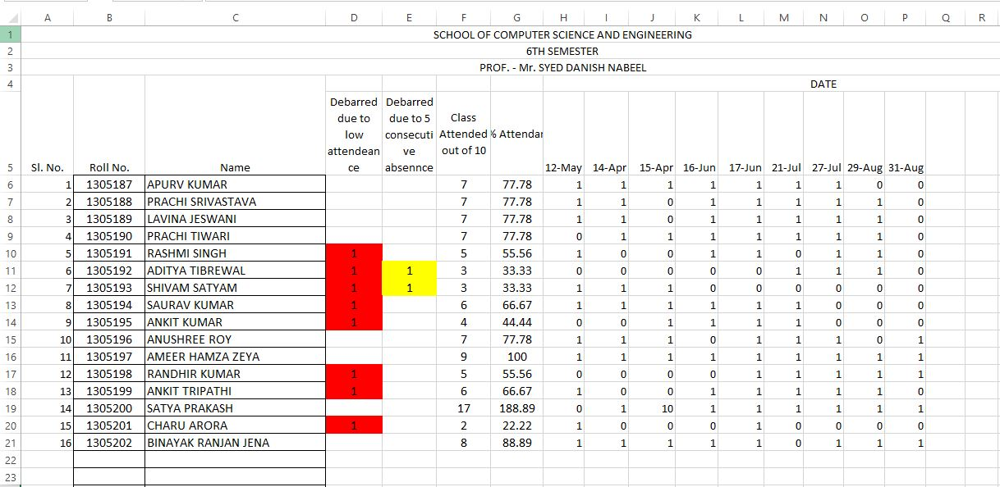 A B C D E F G H I J K L M N O P Q R
1 SCHOOL OF COMPUTER SCIENCE AND ENGINEERING
2 6TH SEMESTER
3 PROF. - Mr. SYED DANISH NABEEL
4 DATE
Debarred Debarred
due to due to 5 Class
low consecuti Attended % Attendan
attendean ve out of 10
5 Sl. No. Roll No. Name ce absennce 12-May 14-Apr 15-Apr 16-Jun 17-Jun 21-Jul 27-Jul 29-Aug 31-Aug
6 1 1305187 APURV KUMAR 7 77.78 1 1 1 1 1 1 1 0 0
7 2 1305188 PRACHI SRIVASTAVA 7 77.78 1 1 0 1 1 1 1 1 0
8 3 1305189 LAVINA JESWANI 7 77.78 1 1 0 1 1 1 1 1 0
9 4 1305190 PRACHI TIWARI 7 77.78 0 1 1 1 1 1 1 1 0
10 5 1305191 RASHMI SINGH 1 5 55.56 1 0 0 1 1 0 1 1 0
11 6 1305192 ADITYA TIBREWAL 1 1 3 33.33 0 0 0 0 0 1 1 1 0
12 7 1305193 SHIVAM SATYAM 1 1 3 33.33 1 1 1 0 0 0 0 0 0
13 8 1305194 SAURAV KUMAR 1 6 66.67 1 1 1 1 1 1 0 0 0
14 9 1305195 ANKIT KUMAR 1 4 44.44 0 0 1 1 1 1 0 0 0
15 10 1305196 ANUSHREE ROY 7 77.78 1 1 1 0 1 1 1 0 1
16 11 1305197 AMEER HAMZA ZEYA 9 100 1 1 1 1 1 1 1 1 1
17 12 1305198 RANDHIR KUMAR 1 5 55.56 0 0 0 0 1 1 1 1 1
18 13 1305199 ANKIT TRIPATHI 1 6 66.67 1 0 0 1 1 1 1 1 0
19 14 1305200 SATYA PRAKASH 17 188.89 0 1 10 1 1 1 1 1 1
20 15 1305201 CHARU ARORA 1 2 22.22 1 0 0 0 1 0 0 0 0
21 16 1305202 BINAYAK RANJAN JENA 8 88.89 1 1 1 1 1 0 1 1 1
22
23